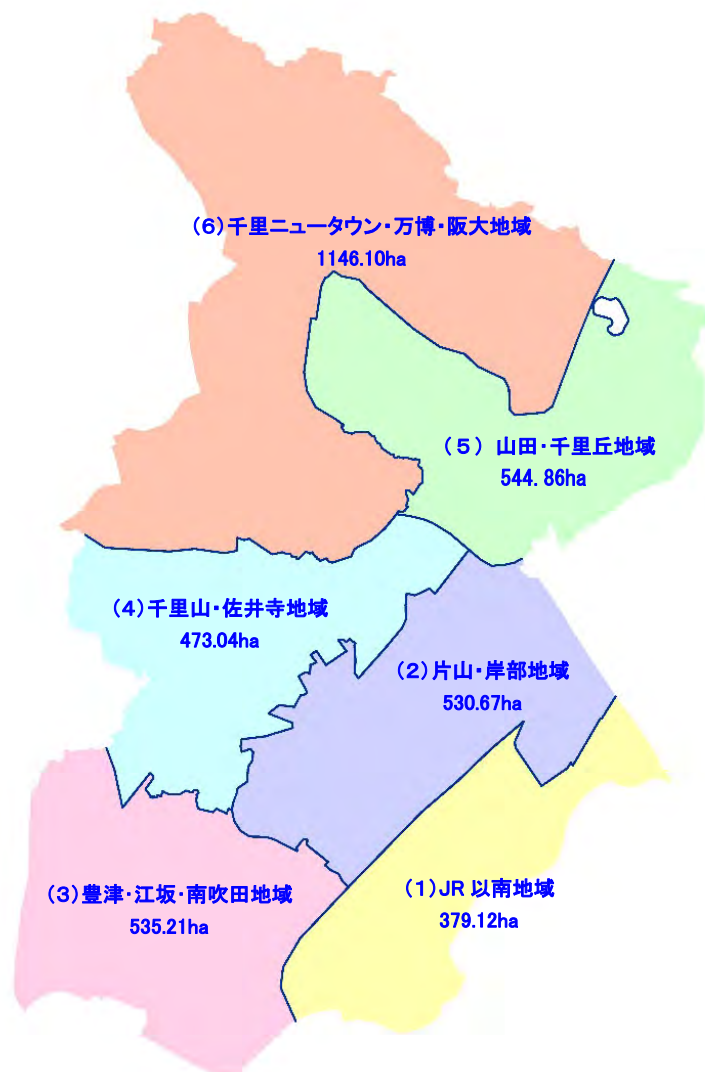 (6)千里ニュータウン・万博・阪大地域
1146.10ha
(5) 山田・千里丘地域
544.86ha
(4)千里山・佐井寺地域
473.04ha
(2)片山・岸部地域
530.67ha
(3)豊津・江坂・南吹田地域
535.21ha
(1)JR 以南地域
379.12ha